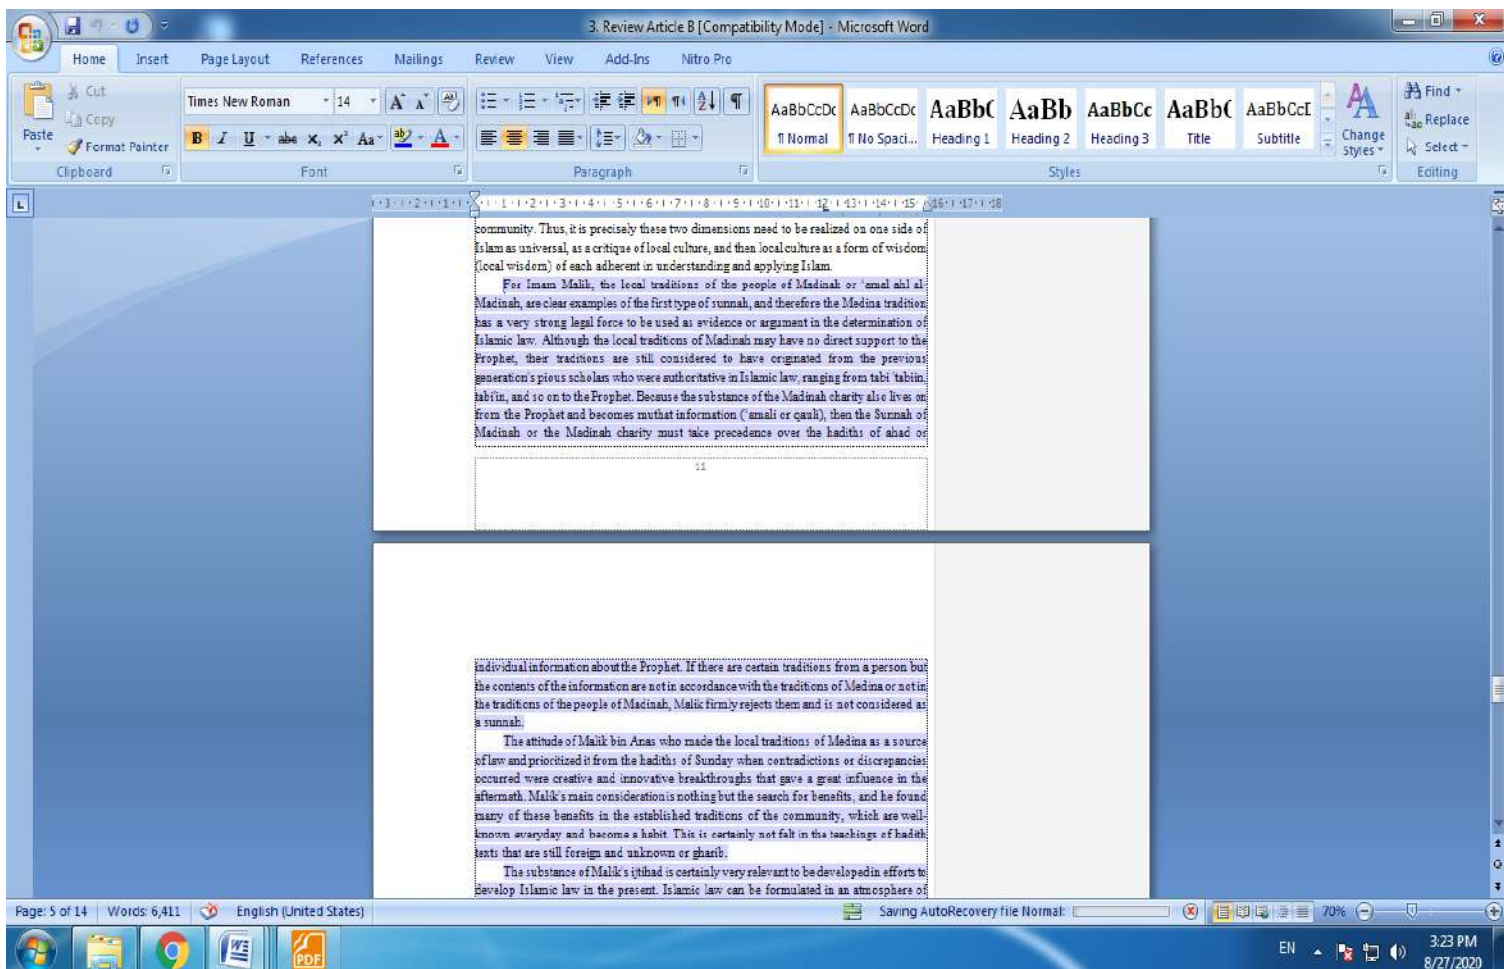 3. Review Article B [Compatibility Mode] - Microsoft Word
Home Insert Page Layout References Mailings Review View Add-Ins Nitro Pro
Paste
Cut
Copy
Format Painter
Clipboard
Times New Roman 14
Font
Paragraph
AaBbCcDc AaBbCcDc AaBbC AaBb AaBbCc AaBbC AaBbCcI
¶ Normal ¶ No Spaci... Heading 1 Heading 2 Heading 3 Title Subtitle
Change Styles
Styles
Find
Replace
Select
Editing
community. Thus, it is precisely these two dimensions need to be realized on one side of
Islam as universal, as a critique of local culture, and then local culture as a form of wisdom
(local wisdom) of each adherent in understanding and applying Islam.
For Imam Malik, the local traditions of the people of Madinah or 'amal ahl al-
Madinah, are clear examples of the first type of sunnah, and therefore the Medina tradition
has a very strong legal force to be used as evidence or argument in the determination of
Islamic law. Although the local traditions of Madinah may have no direct support to the
Prophet, their traditions are still considered to have originated from the previous
generation's pious scholars who were authoritative in Islamic law, ranging from tabi 'tabiin,
tabi'in, and so on to the Prophet. Because the substance of the Madinah charity also lives on
from the Prophet and becomes muthat information ('amali or qauli), then the Sunnah of
Madinah or the Madinah charity must take precedence over the hadiths of ahad or
11
individual information about the Prophet. If there are certain traditions from a person but
the contents of the information are not in accordance with the traditions of Medina or not in
the traditions of the people of Madinah, Malik firmly rejects them and is not considered as
a sunnah.
The attitude of Malik bin Anas who made the local traditions of Medina as a source
of law and prioritized it from the hadiths of Sunday when contradictions or discrepancies
occurred were creative and innovative breakthroughs that gave a great influence in the
aftermath. Malik's main consideration is nothing but the search for benefits, and he found
many of these benefits in the established traditions of the community, which are well-
known everyday and become a habit. This is certainly not felt in the teachings of hadith
texts that are still foreign and unknown or gharib.
The substance of Malik's ijtihad is certainly very relevant to be developedin efforts to
develop Islamic law in the present. Islamic law can be formulated in an atmosphere of
Page: 5 of 14 Words: 6,411 English (United States) Saving AutoRecovery file Normal: 70%
PDF
EN 3:23 PM
8/27/2020